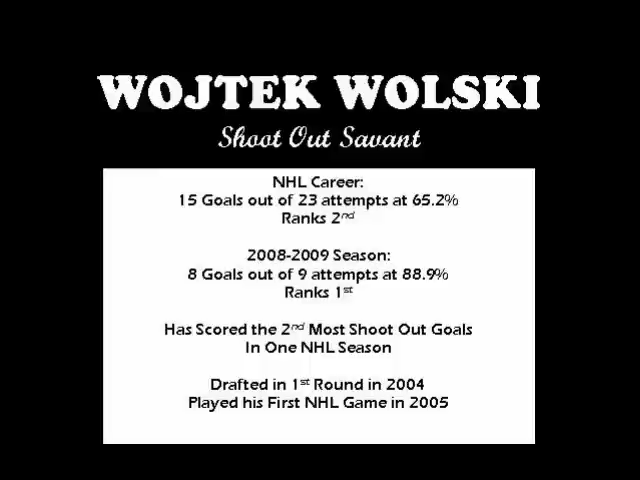 WOJTEK WOLSKI
Shoot Out Savant
NHL Career:
15 Goals out of 23 attempts at 65.2%
Ranks 2nd
2008-2009 Season:
8 Goals out of 9 attempts at 88.9%
Ranks 1st
Has Scored the 2nd Most Shoot Out Goals
In One NHL Season
Drafted in 1st Round in 2004
Played his First NHL Game in 2005